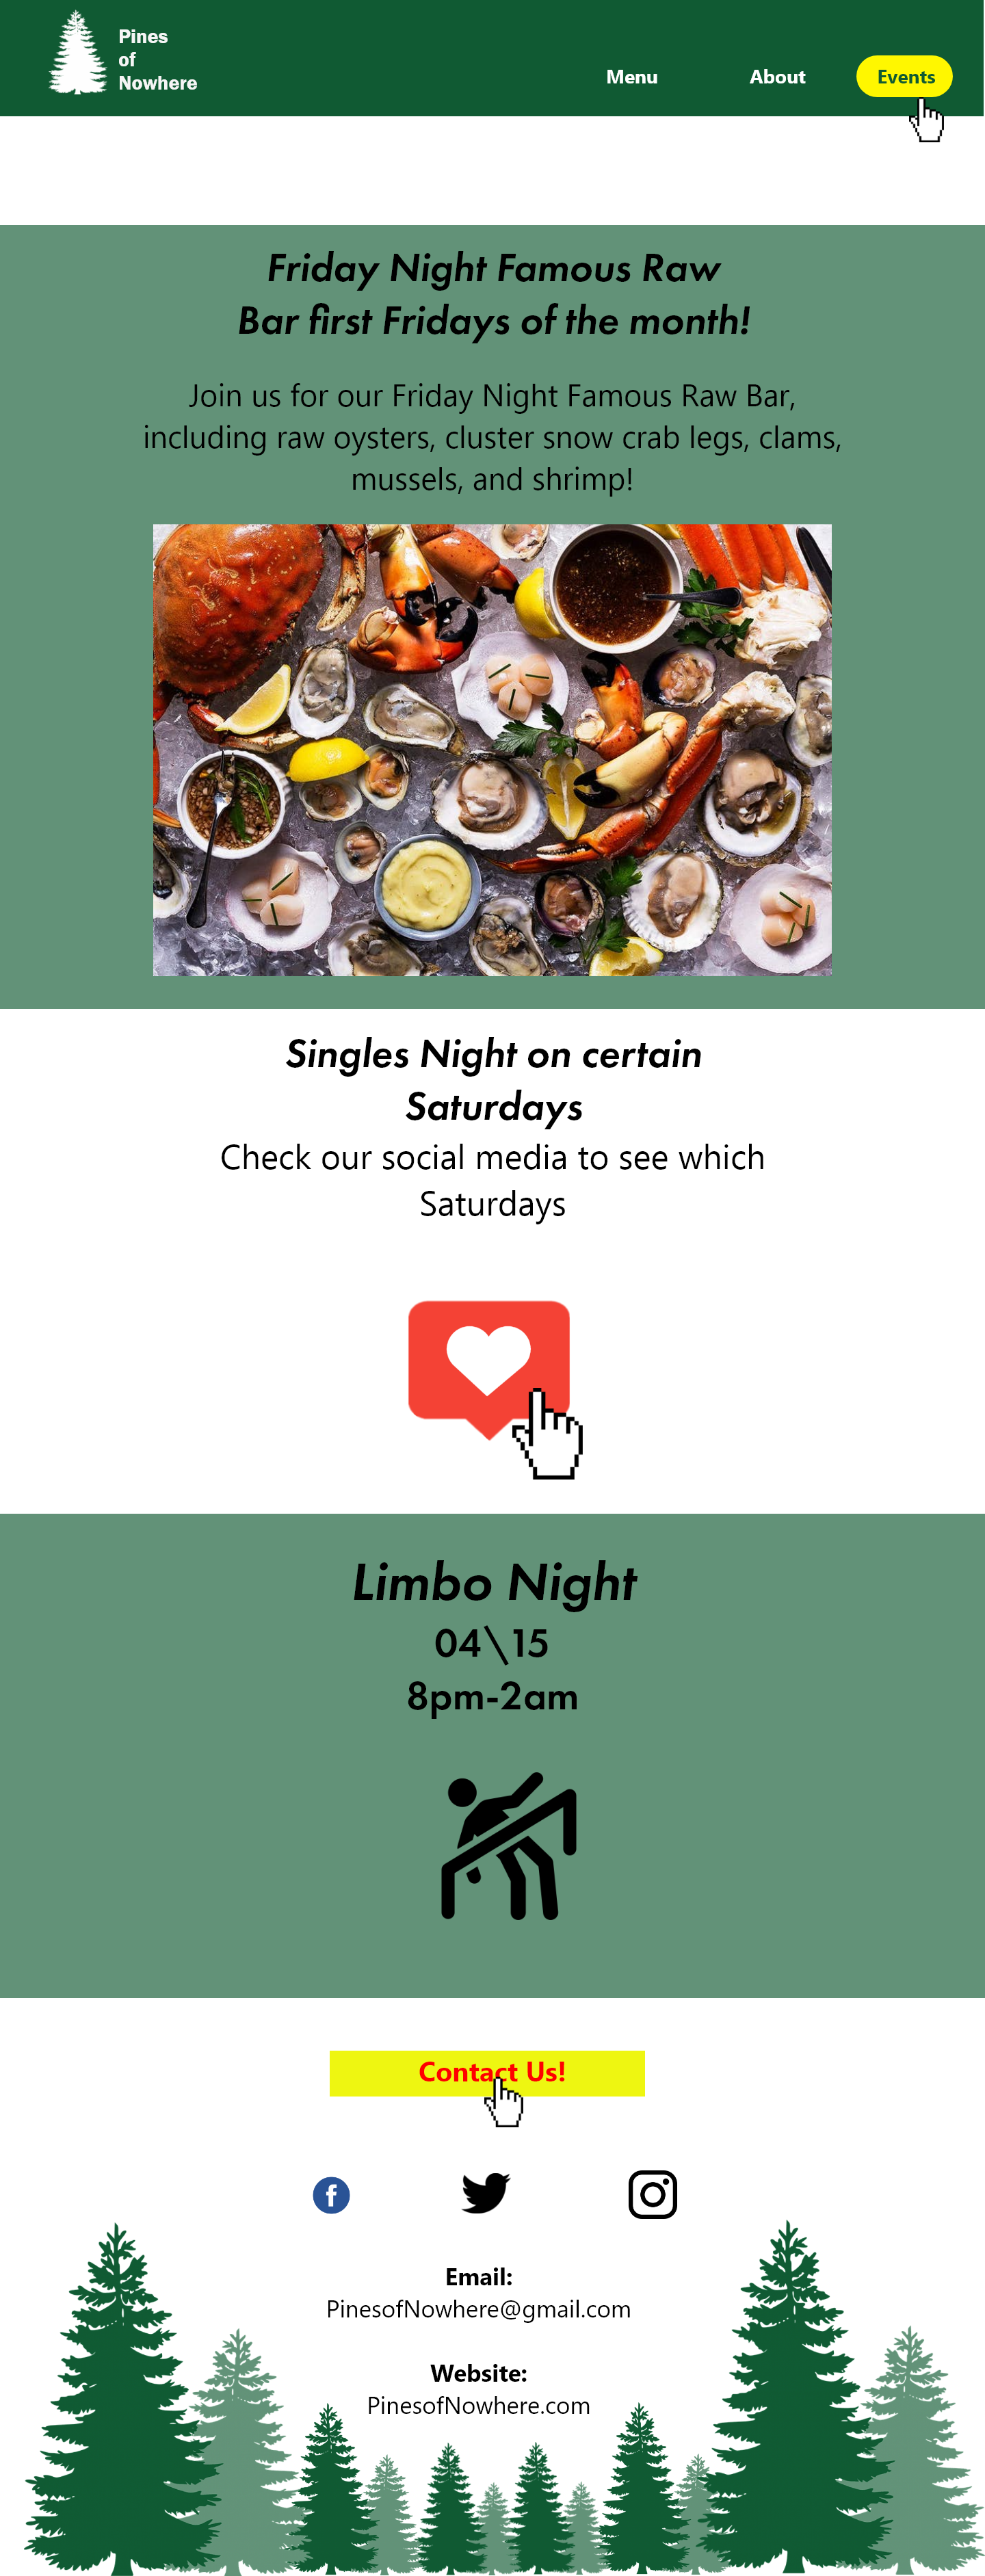 Pines
of
Nowhere
Menu
About
Events
Friday Night Famous Raw
Bar first Fridays of the month!
Join us for our Friday Night Famous Raw Bar,
including raw oysters, cluster snow crab legs, clams,
mussels, and shrimp!
Singles Night on certain
Saturdays
Check our social media to see which
Saturdays
Limbo Night
04\15
8pm-2am
Contact Us!
Email:
PinesofNowhere@gmail.com
Website:
PinesofNowhere.com